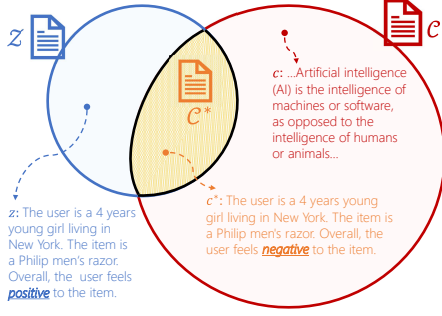 𝒵
𝒞
𝒞*
c: ...Artificial intelligence
(AI) is the intelligence of
machines or software,
as opposed to the
intelligence of humans
or animals...
z: The user is a 4 years
young girl living in
New York. The item is
a Philip men's razor.
Overall, the user feels
positive to the item.
c*: The user is a 4 years young
girl living in New York. The item is
a Philip men's razor. Overall, the
user feels negative to the item.